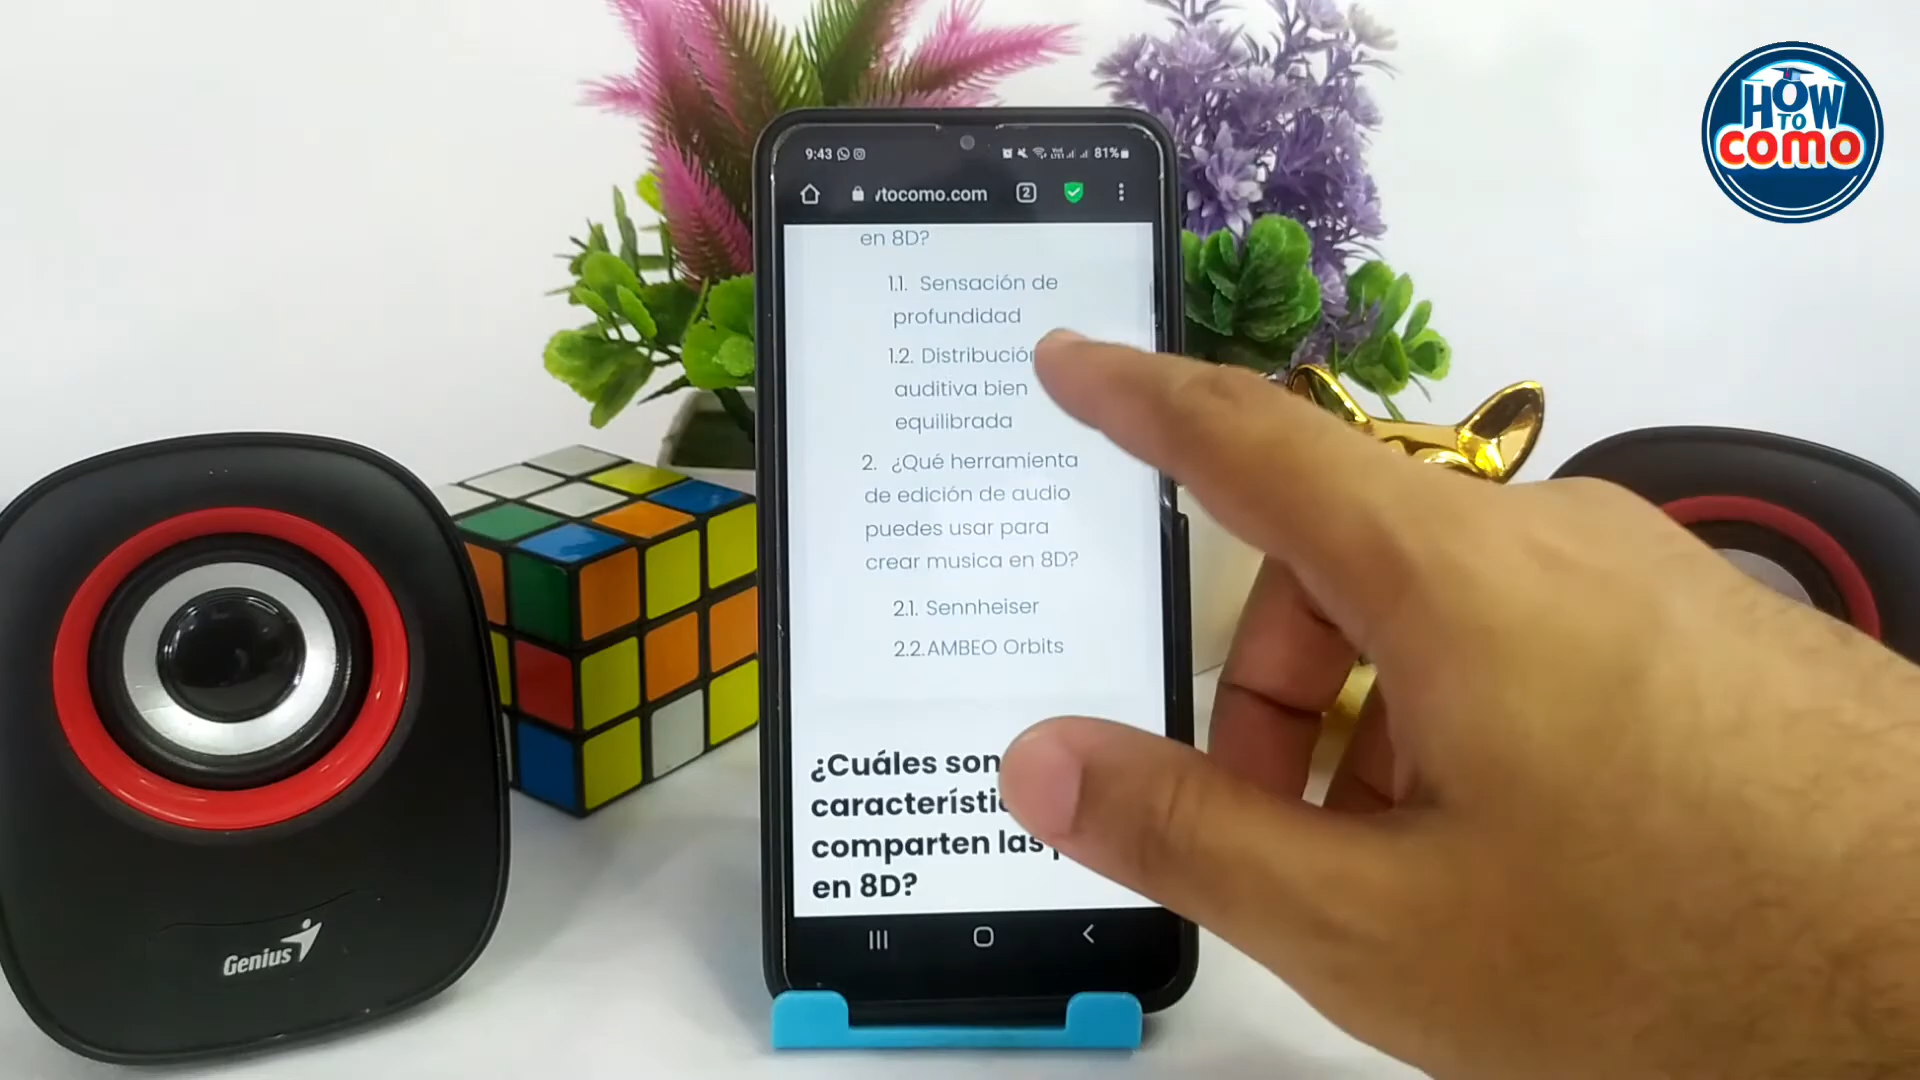 HOW
TO
como
9:43
81%
tocomo.com
2
en 8D?
1.1. Sensación de
profundidad
1.2. Distribución
auditiva bien
equilibrada
2. ¿Qué herramienta
de edición de audio
puedes usar para
crear musica en 8D?
2.1. Sennheiser
2.2. AMBEO Orbits
¿Cuáles son
comparten las
en 8D?
Genius